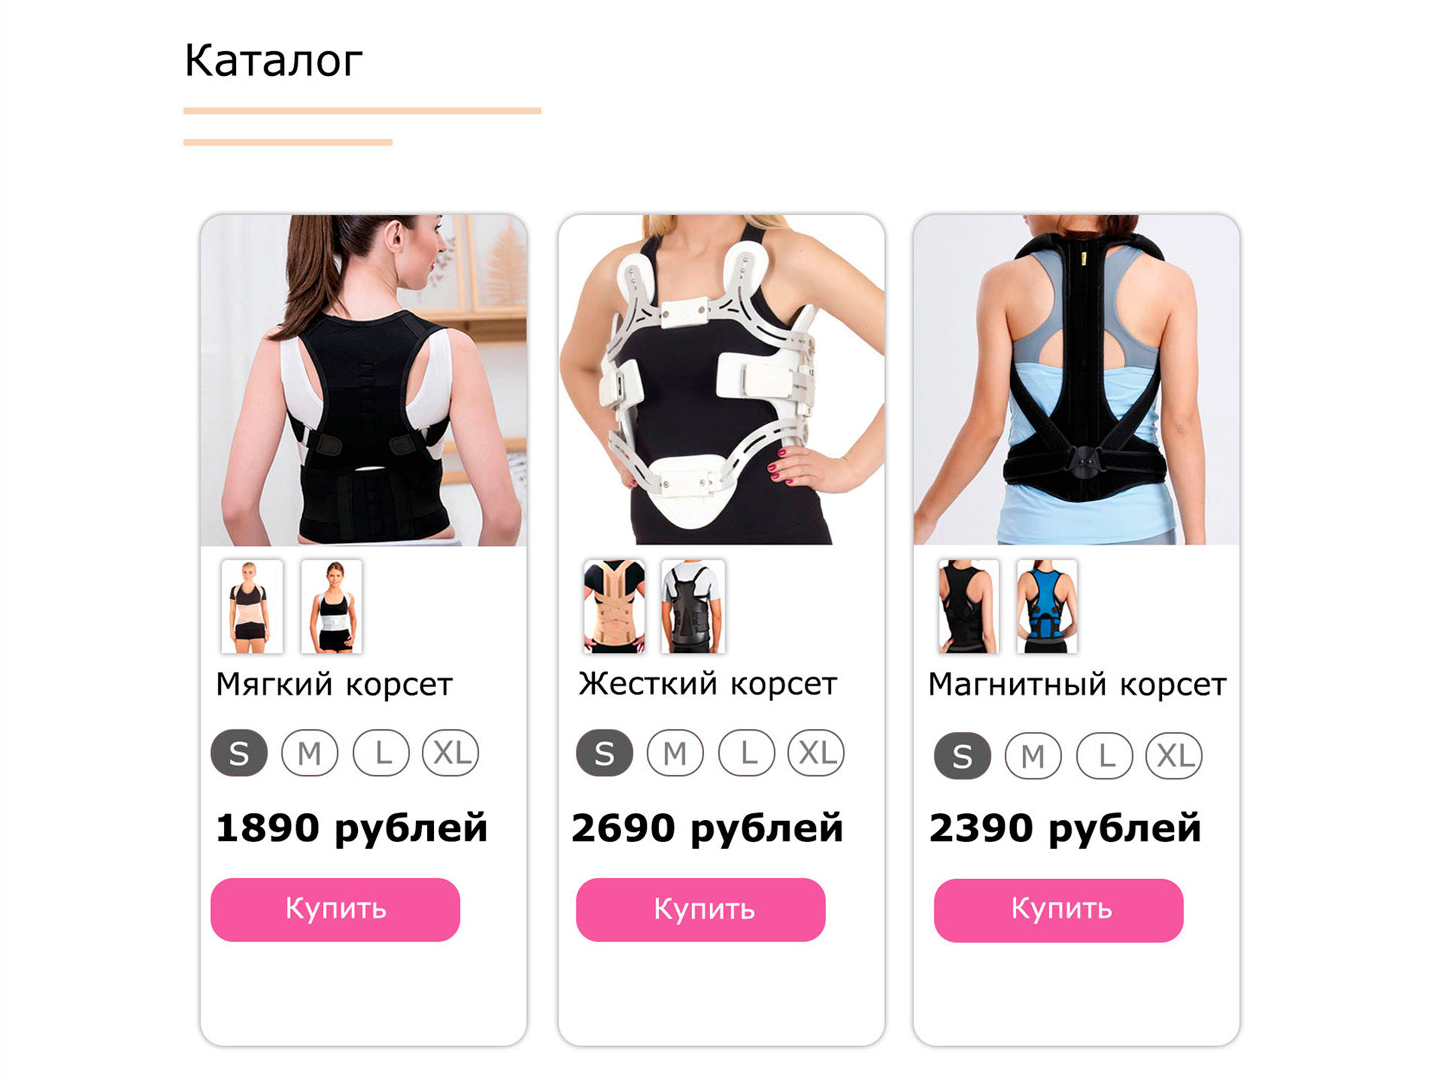 Каталог
Мягкий корсет
S M L XL
1890 рублей
Купить
Жесткий корсет
S M L XL
2690 рублей
Купить
Магнитный корсет
S M L XL
2390 рублей
Купить